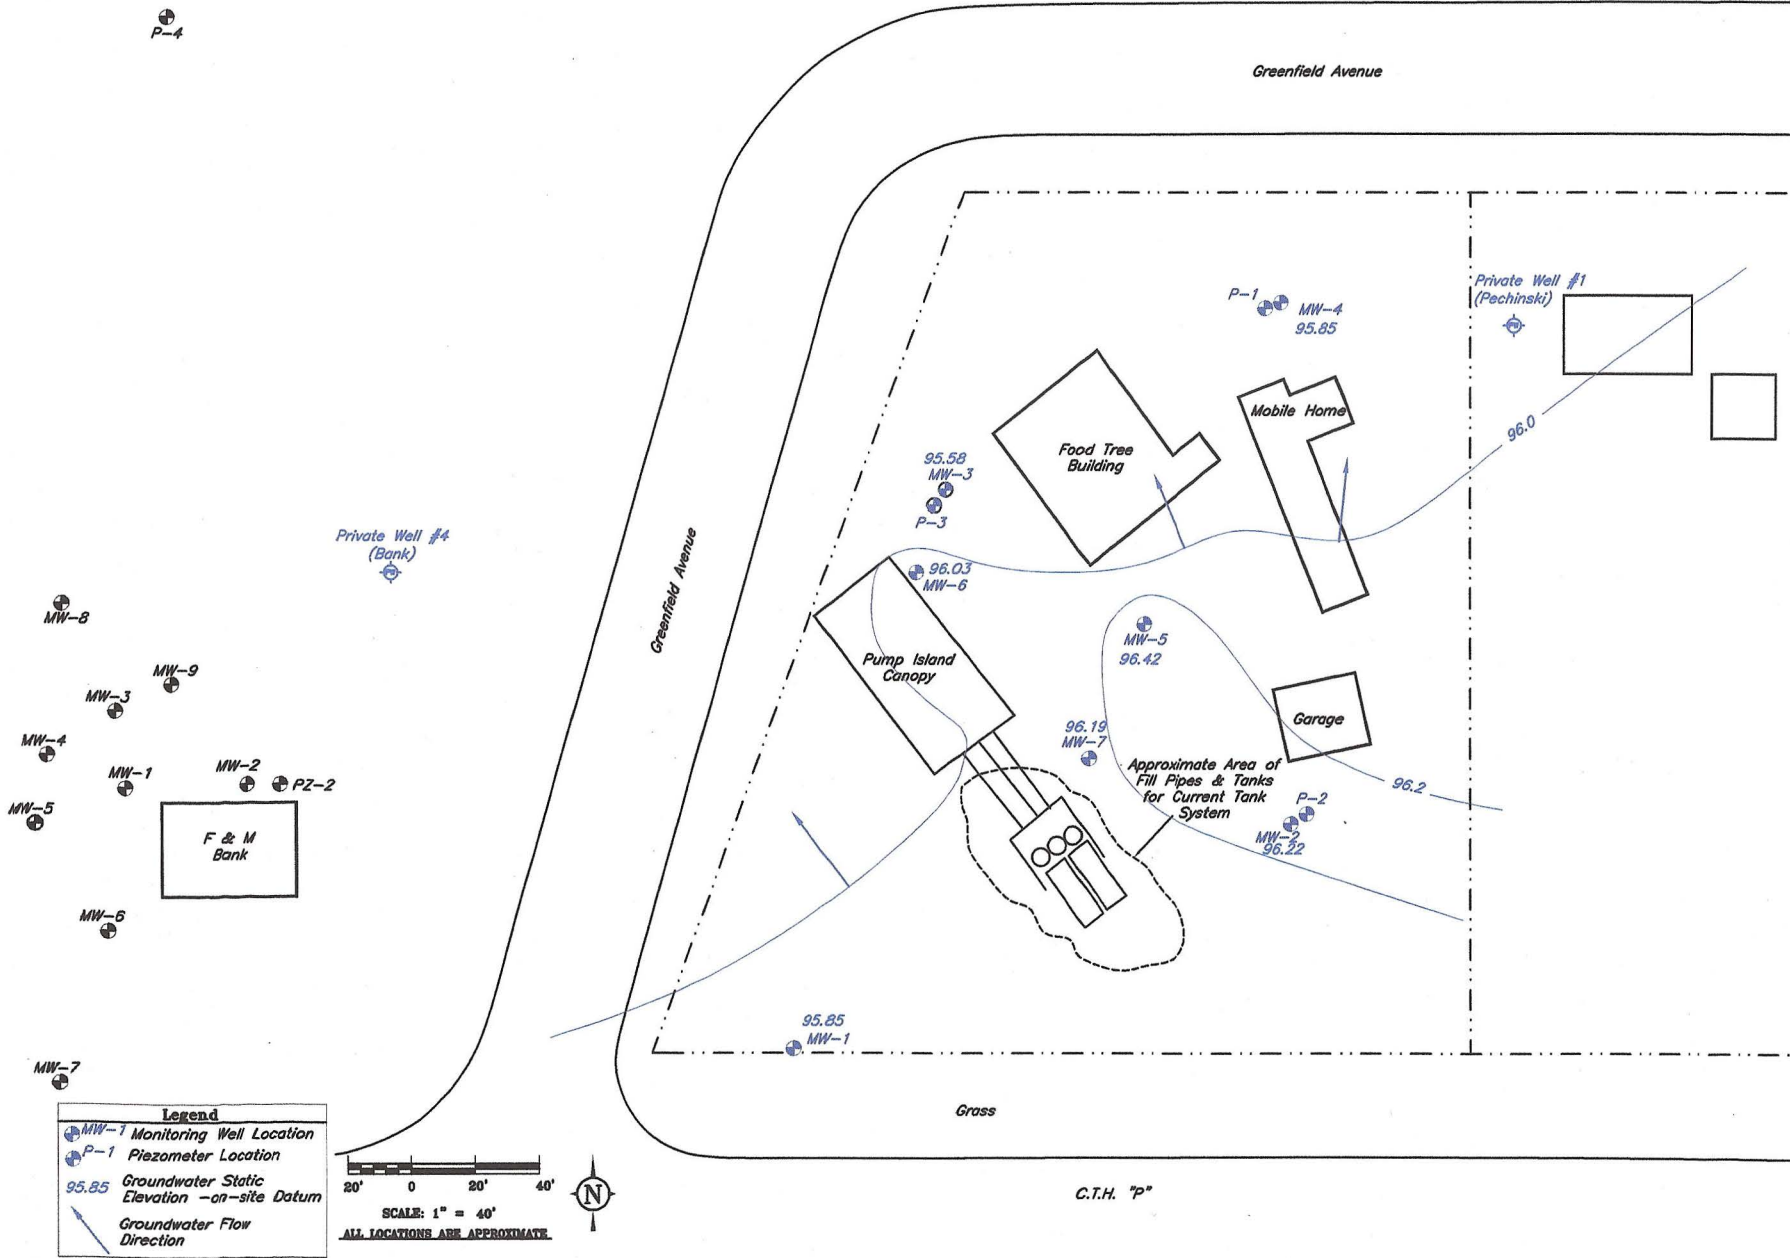 P-4
Greenfield Avenue
Private Well #1
(Pechinski)
P-1
MW-4
95.85
Mobile Home
96.0
Food Tree
Building
95.58
MW-3
P-3
Private Well #4
(Bank)
Greenfield Avenue
96.03
MW-6
MW-8
MW-5
96.42
Pump Island
Canopy
MW-9
MW-3
Garage
96.19
MW-7
MW-4
Approximate Area of
Fill Pipes & Tanks
for Current Tank
System
MW-1
MW-2
PZ-2
96.2
P-2
MW-2
96.22
MW-5
F & M
Bank
MW-6
95.85
MW-1
MW-7
Grass
Legend
MW-1 Monitoring Well Location
P-1 Piezometer Location
95.85 Groundwater Static
Elevation -on-site Datum
Groundwater Flow
Direction
20' 0 20' 40'
SCALE: 1" = 40'
ALL LOCATIONS ARE APPROXIMATE
N
C.T.H. "P"